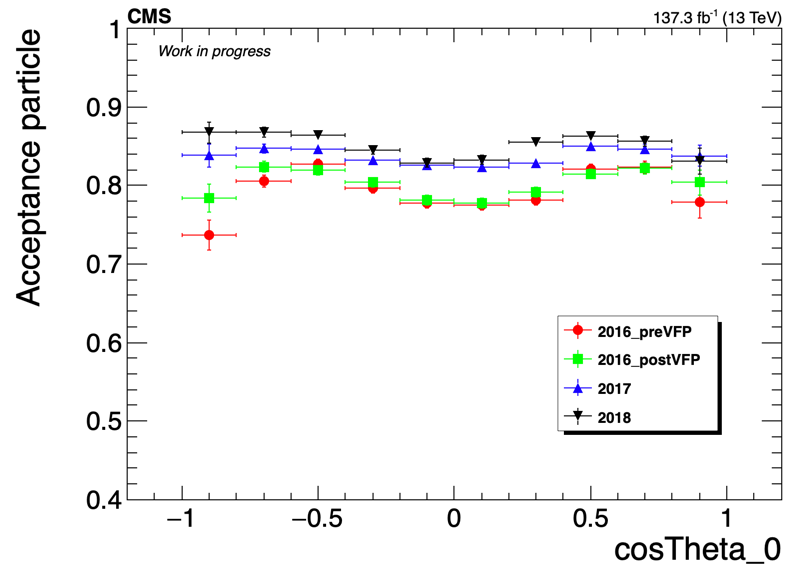 CMS 137.3 fb⁻¹ (13 TeV)
Work in progress
Acceptance particle
1
0.9
0.8
0.7
0.6
0.5
0.4
2016_preVFP
2016_postVFP
2017
2018
−1 −0.5 0 0.5 1
cosTheta_0